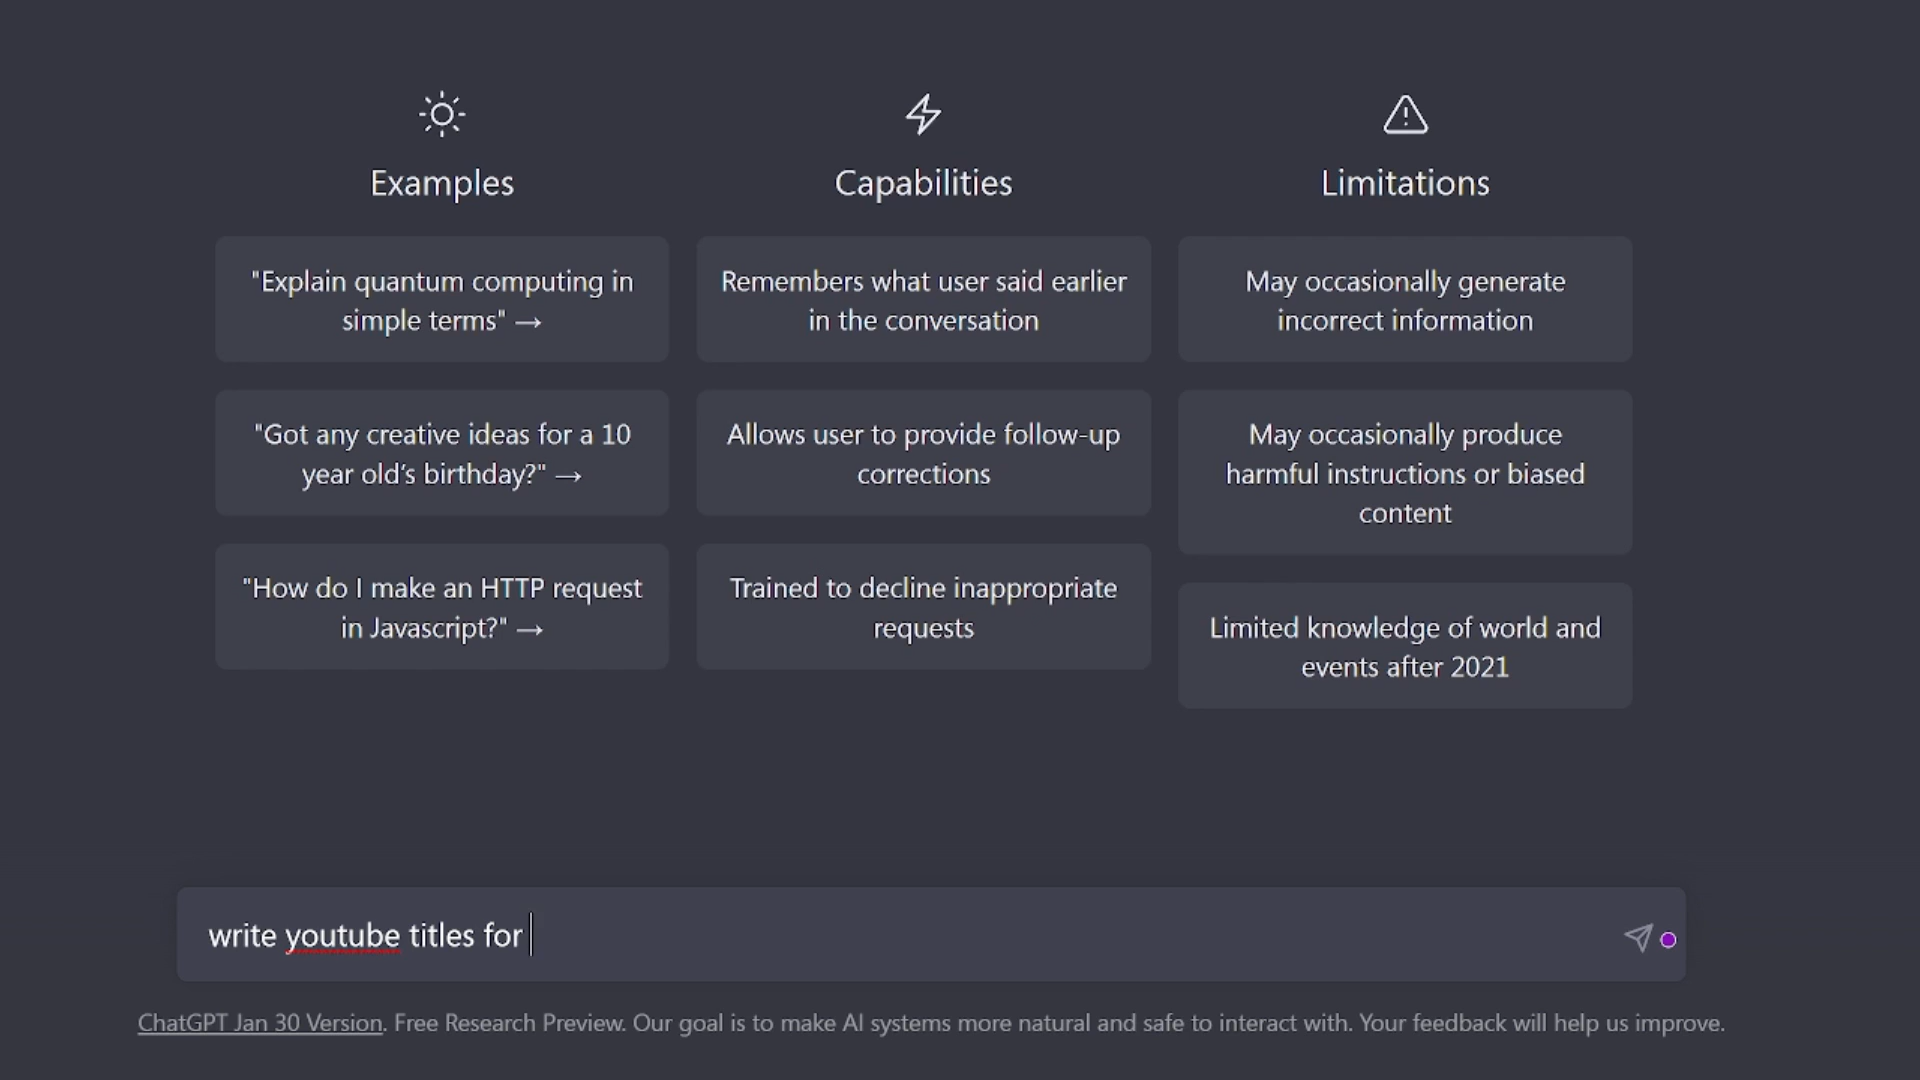 Examples
"Explain quantum computing in
simple terms" →
"Got any creative ideas for a 10
year old’s birthday?" →
"How do I make an HTTP request
in Javascript?" →
Capabilities
Remembers what user said earlier
in the conversation
Allows user to provide follow-up
corrections
Trained to decline inappropriate
requests
Limitations
May occasionally generate
incorrect information
May occasionally produce
harmful instructions or biased
content
Limited knowledge of world and
events after 2021
write youtube titles for
ChatGPT Jan 30 Version. Free Research Preview. Our goal is to make AI systems more natural and safe to interact with. Your feedback will help us improve.